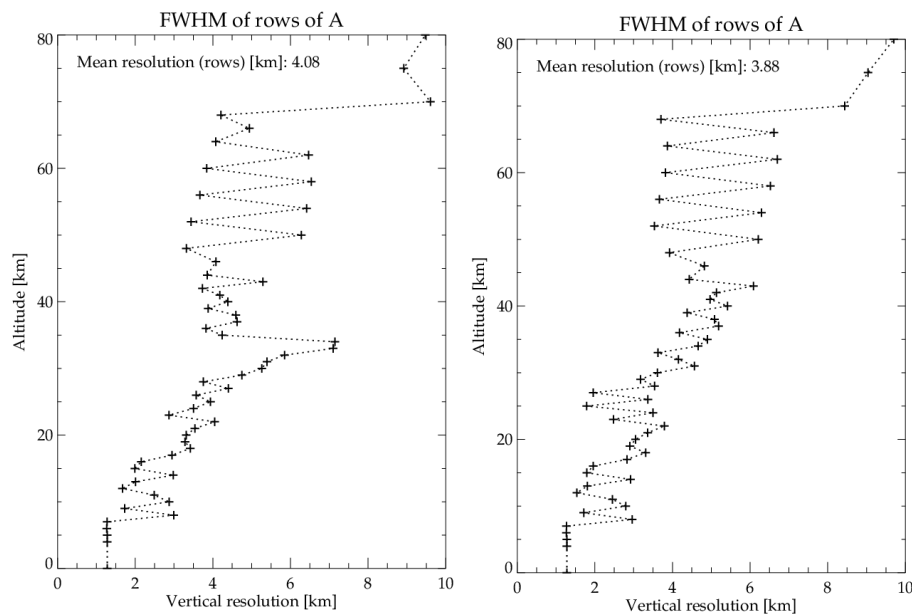 FWHM of rows of A
80
60
40
20
0
Mean resolution (rows) [km]: 4.08
Altitude [km]
0 2 4 6 8 10
Vertical resolution [km]
FWHM of rows of A
80
60
40
20
0
Mean resolution (rows) [km]: 3.88
Altitude [km]
2 4 6 8 10
Vertical resolution [km]